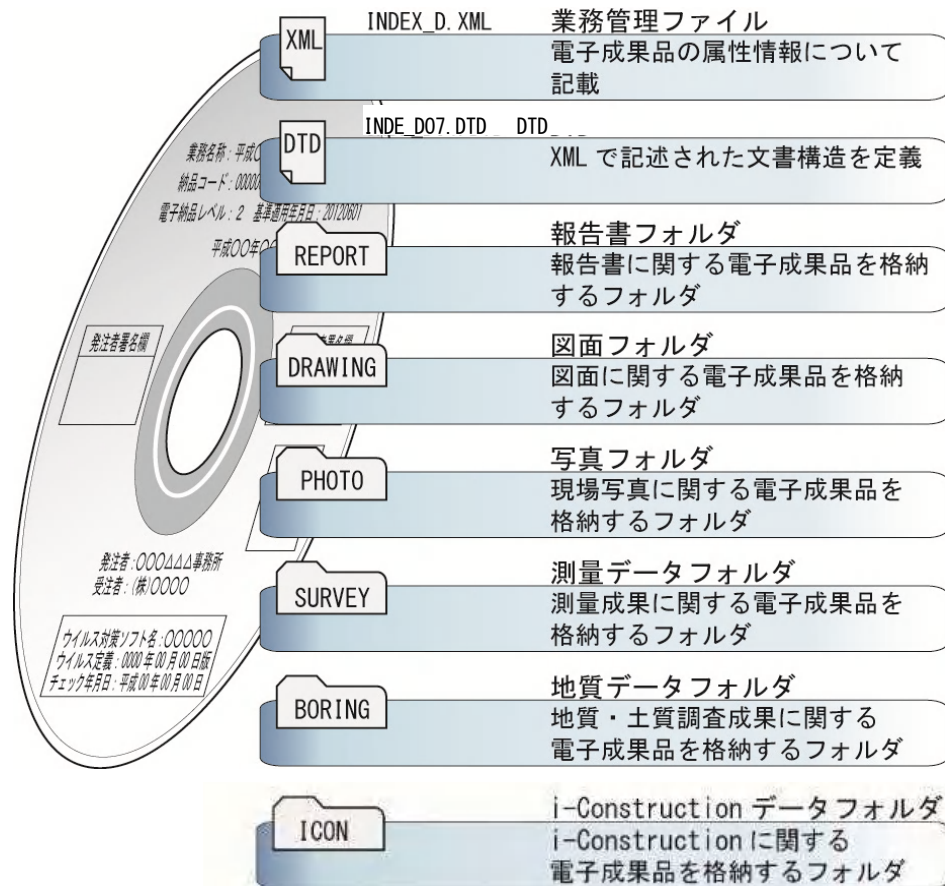 XML
INDEX_D.XML
業務管理ファイル
電子成果品の属性情報について
記載
DTD
INDE_D07.DTD DTD
XML で記述された文書構造を定義
業務名称:平成
納品コード:00000
電子納品レベル:2 基準適用年月日:20120601
平成〇〇年
REPORT
報告書フォルダ
報告書に関する電子成果品を格納
するフォルダ
発注者署名欄
DRAWING
図面フォルダ
図面に関する電子成果品を格納
するフォルダ
PHOTO
写真フォルダ
現場写真に関する電子成果品を
格納するフォルダ
発注者:〇〇〇△△△事務所
受注者:(株)〇〇〇〇
SURVEY
測量データフォルダ
測量成果に関する電子成果品を
格納するフォルダ
ウイルス対策ソフト名:〇〇〇〇〇
ウイルス定義:0000年00月00日版
チェック年月日:平成00年00月00日
BORING
地質データフォルダ
地質・土質調査成果に関する
電子成果品を格納するフォルダ
ICON
i-Construction データフォルダ
i-Construction に関する
電子成果品を格納するフォルダ